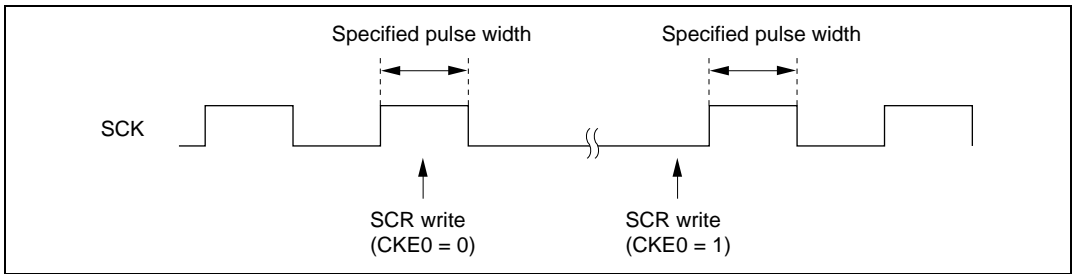 Specified pulse width
Specified pulse width
SCK
SCR write
(CKE0 = 0)
SCR write
(CKE0 = 1)